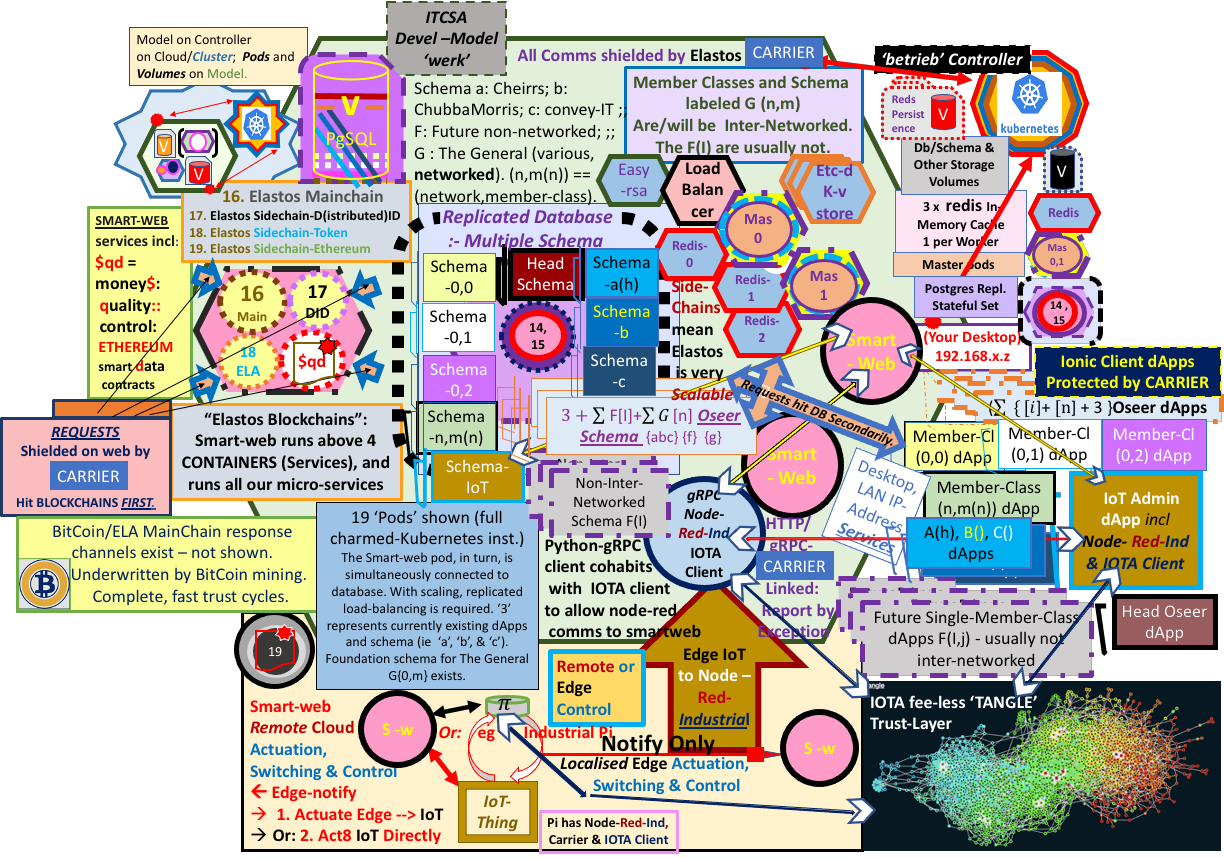 ITCSA
Devel –Model
‘werk’
Model on Controller
on Cloud/Cluster; Pods and
Volumes on Model.
All Comms shielded by Elastos
CARRIER
‘betrieb’ Controller
V
PgSQL
Schema a: Cheirrs; b:
ChubbaMorris; c: convey-IT ;;
F: Future non-networked; ;;
G : The General (various,
networked). (n,m(n)) ==
(network,member-class).
Member Classes and Schema
labeled G (n,m)
Are/will be Inter-Networked.
The F(I) are usually not.
Reds
Persist
ence
V
kubernetes
V
V
V
Db/Schema &
Other Storage
Volumes
3 x redis In-
Memory Cache
1 per Worker
Master Pods
Postgres Repl.
Stateful Set
Redis
Mas
0,1
14,
15
Easy
-rsa
Load
Balan
cer
Etc-d
K-v
store
Mas
0
Mas
1
Redis-
0
Redis-
1
Redis-
2
16. Elastos Mainchain
17. Elastos Sidechain-D(istributed)ID
18. Elastos Sidechain-Token
19. Elastos Sidechain-Ethereum
SMART-WEB
services incl:
$qd =
money$:
quality::
control:
ETHEREUM
smart data
contracts
16
Main
17
DID
18
ELA
$qd
Replicated Database
:- Multiple Schema
Schema
-0,0
Head
Schema
Schema
-a(h)
Schema
-0,1
14,
15
Schema
-b
Schema
-0,2
Schema
-c
Schema
-n,m(n)
Schema-
IoT
Side-
Chains
mean
Elastos
is very
Scalable
3 + ∑ F[I]+∑ G [n] Oseer
Schema {abc} {f} {g}
Smart
- Web
Smart
- Web
Requests hit DB Secondarily.
(Your Desktop)
192.168.x.z
Ionic Client dApps
Protected by CARRIER
(∑ { [i]+ [n] + 3 }Oseer dApps
Member-Cl
(0,0) dApp
Member-Cl
(0,1) dApp
Member-Cl
(0,2) dApp
Member-Class
(n,m(n)) dApp
A(h), B(), C()
dApps
IoT Admin
dApp incl
Node- Red-Ind
& IOTA Client
Desktop,
LAN IP-
Address
Services
REQUESTS
Shielded on web by
CARRIER
Hit BLOCKCHAINS FIRST.
“Elastos Blockchains”:
Smart-web runs above 4
CONTAINERS (Services), and
runs all our micro-services
BitCoin/ELA MainChain response
channels exist – not shown.
Underwritten by BitCoin mining.
Complete, fast trust cycles.
19 ‘Pods’ shown (full
charmed-Kubernetes inst.)
The Smart-web pod, in turn, is
simultaneously connected to
database. With scaling, replicated
load-balancing is required. ‘3’
represents currently existing dApps
and schema (ie ‘a’, ‘b’, & ‘c’).
Foundation schema for The General
G{0,m} exists.
Non-Inter-
Networked
Schema F(I)
gRPC
Node-
Red-Ind
IOTA
Client
Python-gRPC
client cohabits
with IOTA client
to allow node-red
comms to smartweb
HTTP/
gRPC-
CARRIER
Linked:
Report by
Exception
Future Single-Member-Class
dApps F(I,j) - usually not
inter-networked
Head Oseer
dApp
19
Remote or
Edge
Control
Edge IoT
to Node –
Red-
Industrial
Smart-web
Remote Cloud
Actuation,
Switching & Control
← Edge-notify
→ 1. Actuate Edge --> IoT
→ Or: 2. Act8 IoT Directly
S -w
Or:
π
eg
Industrial Pi
IoT-
Thing
Notify Only
Localised Edge Actuation,
Switching & Control
Pi has Node-Red-Ind,
Carrier & IOTA Client
S -w
IOTA fee-less ‘TANGLE’
Trust-Layer